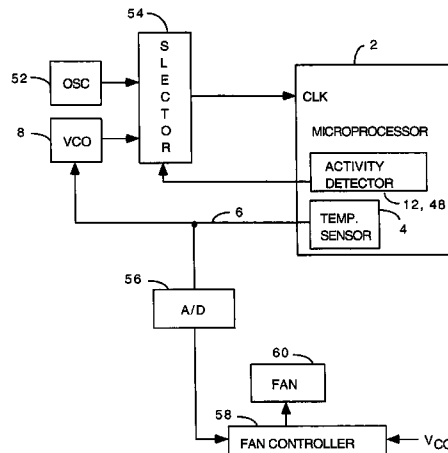 54
2
52
OSC
SLECTOR
CLK
8
VCO
MICROPROCESSOR
ACTIVITY
DETECTOR
12, 48
6
TEMP.
SENSOR
4
56
A/D
60
FAN
58
FAN CONTROLLER
VCC